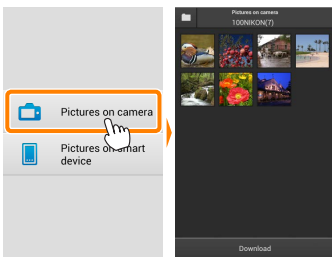 Pictures on camera
Pictures on smart
device
Pictures on camera
100NIKON(7)
Download